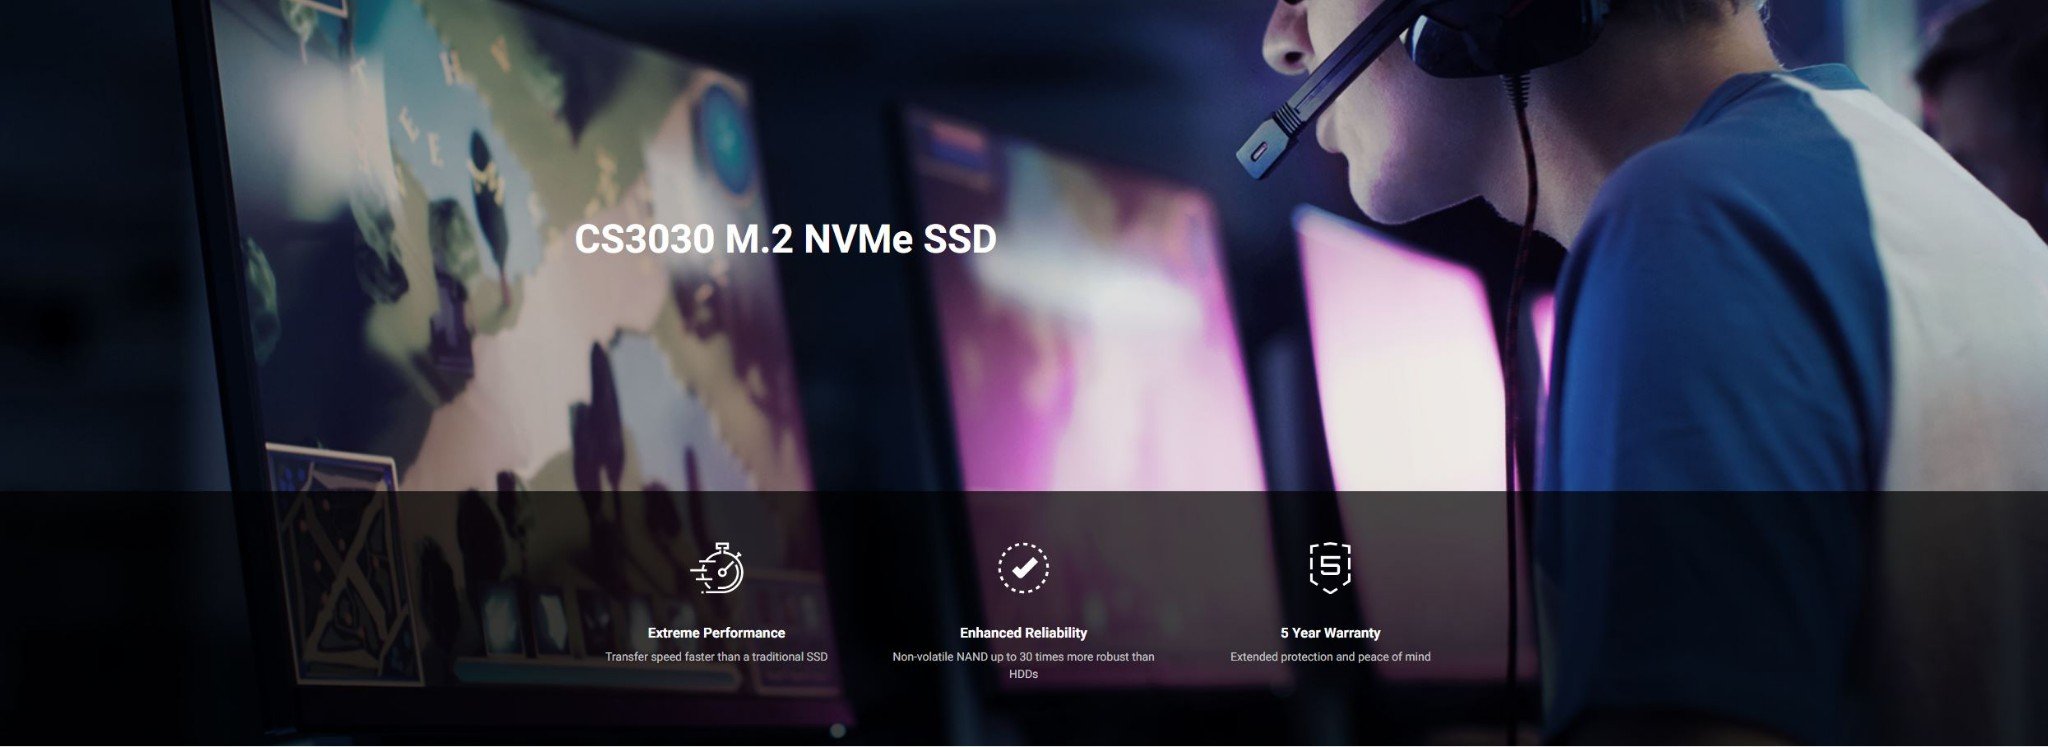 CS3030 M.2 NVMe SSD
5
Extreme Performance
Transfer speed faster than a traditional SSD
Enhanced Reliability
Non-volatile NAND up to 30 times more robust than
HDDs
5 Year Warranty
Extended protection and peace of mind